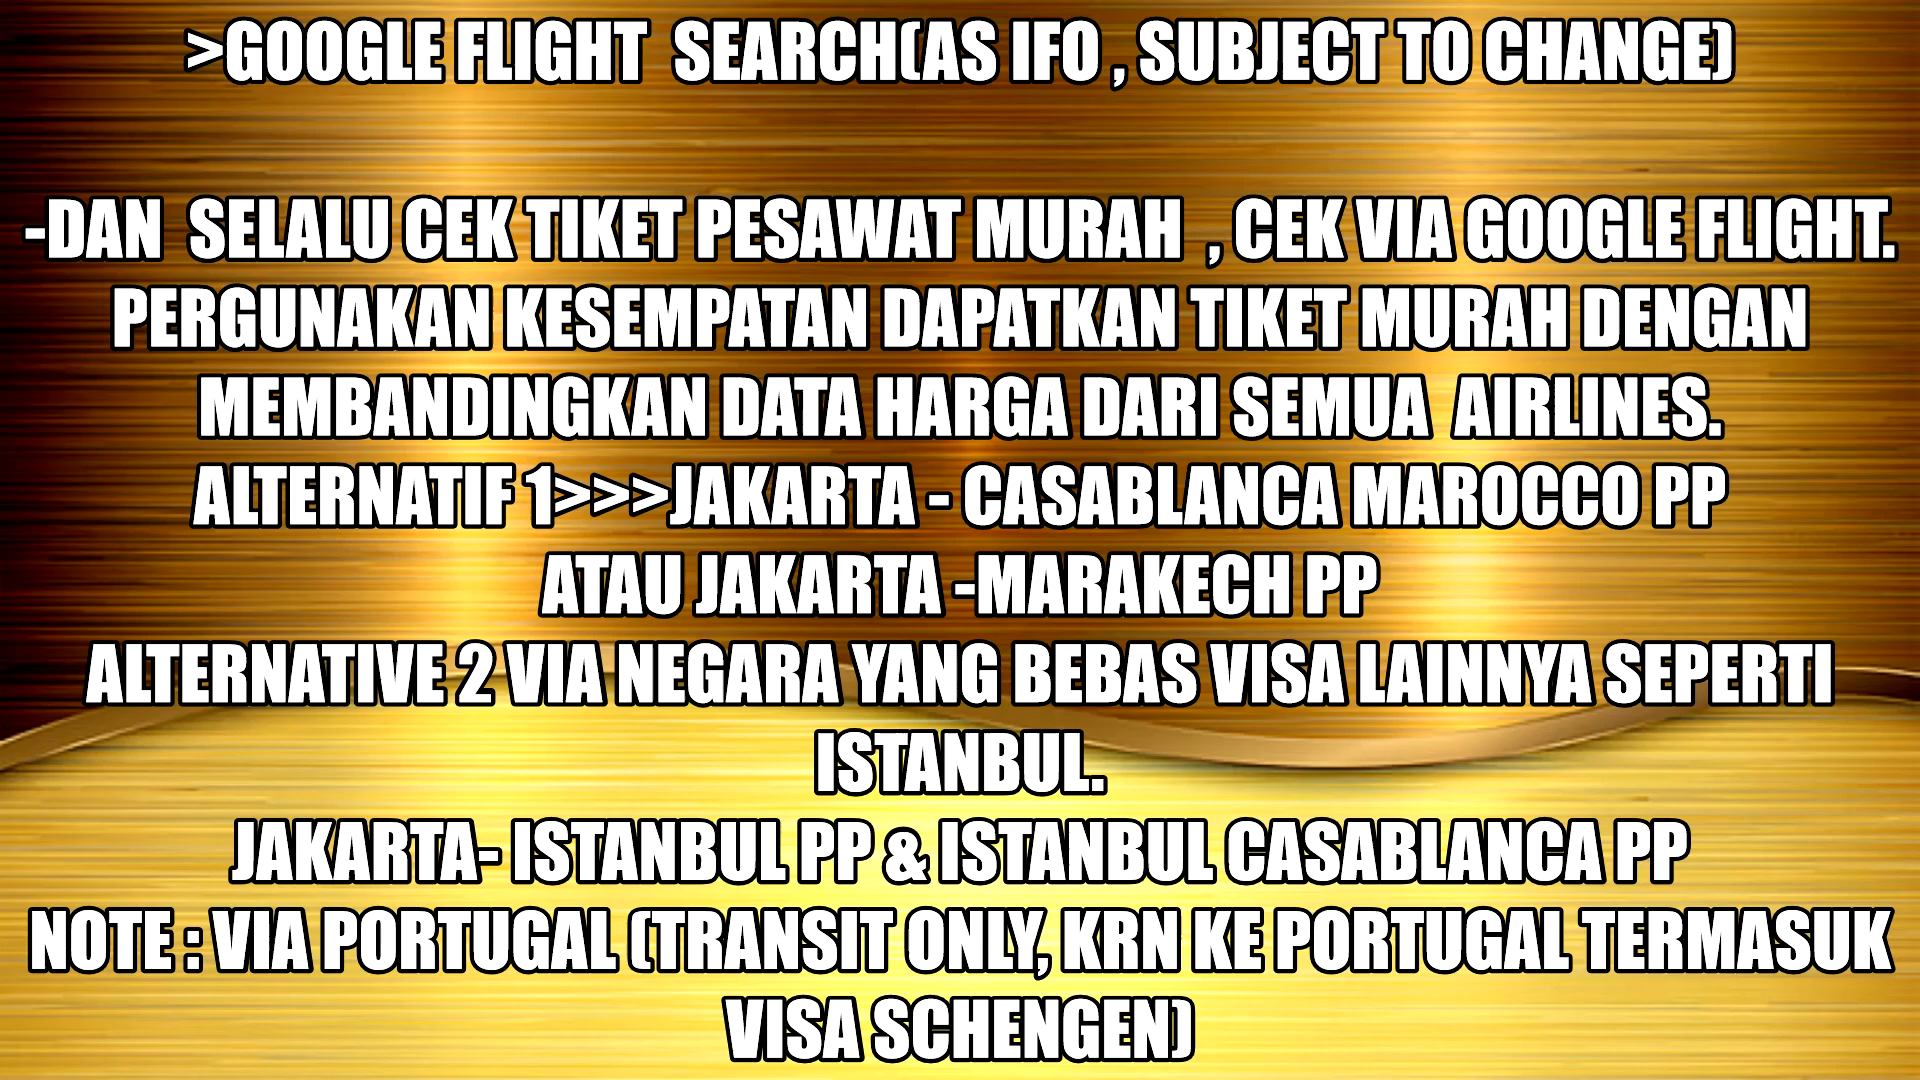 >GOOGLE FLIGHT  SEARCH(AS IFO , SUBJECT TO CHANGE)
-DAN  SELALU CEK TIKET PESAWAT MURAH  , CEK VIA GOOGLE FLIGHT.
PERGUNAKAN KESEMPATAN DAPATKAN TIKET MURAH DENGAN
MEMBANDINGKAN DATA HARGA DARI SEMUA  AIRLINES.
ALTERNATIF 1>>>JAKARTA - CASABLANCA MAROCCO PP
ATAU JAKARTA -MARAKECH PP
ALTERNATIVE 2 VIA NEGARA YANG BEBAS VISA LAINNYA SEPERTI
ISTANBUL.
JAKARTA- ISTANBUL PP & ISTANBUL CASABLANCA PP
NOTE : VIA PORTUGAL (TRANSIT ONLY, KRN KE PORTUGAL TERMASUK
VISA SCHENGEN)